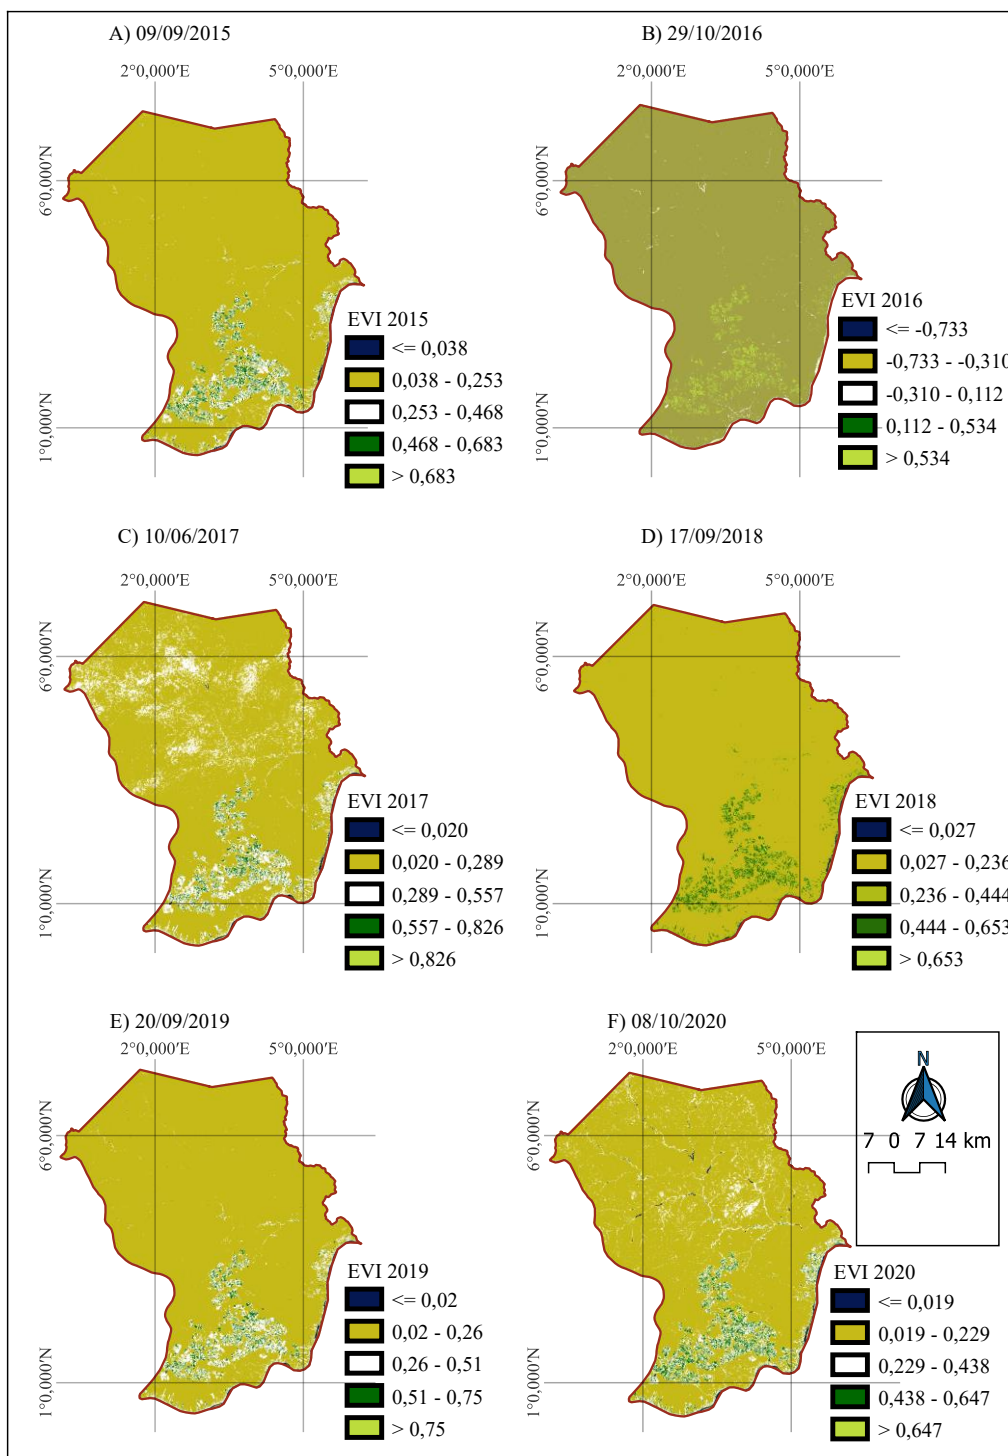 A) 09/09/2015
2°0,000'E 5°0,000'E
6°0,000'N
1°0,000'N
EVI 2015
<= 0,038
0,038 - 0,253
0,253 - 0,468
0,468 - 0,683
> 0,683
B) 29/10/2016
2°0,000'E 5°0,000'E
6°0,000'N
1°0,000'N
EVI 2016
<= -0,733
-0,733 - -0,310
-0,310 - 0,112
0,112 - 0,534
> 0,534
C) 10/06/2017
2°0,000'E 5°0,000'E
6°0,000'N
1°0,000'N
EVI 2017
<= 0,020
0,020 - 0,289
0,289 - 0,557
0,557 - 0,826
> 0,826
D) 17/09/2018
2°0,000'E 5°0,000'E
6°0,000'N
1°0,000'N
EVI 2018
<= 0,027
0,027 - 0,236
0,236 - 0,444
0,444 - 0,653
> 0,653
E) 20/09/2019
2°0,000'E 5°0,000'E
6°0,000'N
1°0,000'N
EVI 2019
<= 0,02
0,02 - 0,26
0,26 - 0,51
0,51 - 0,75
> 0,75
F) 08/10/2020
2°0,000'E 5°0,000'E
6°0,000'N
1°0,000'N
N
7 0 7 14 km
EVI 2020
<= 0,019
0,019 - 0,229
0,229 - 0,438
0,438 - 0,647
> 0,647